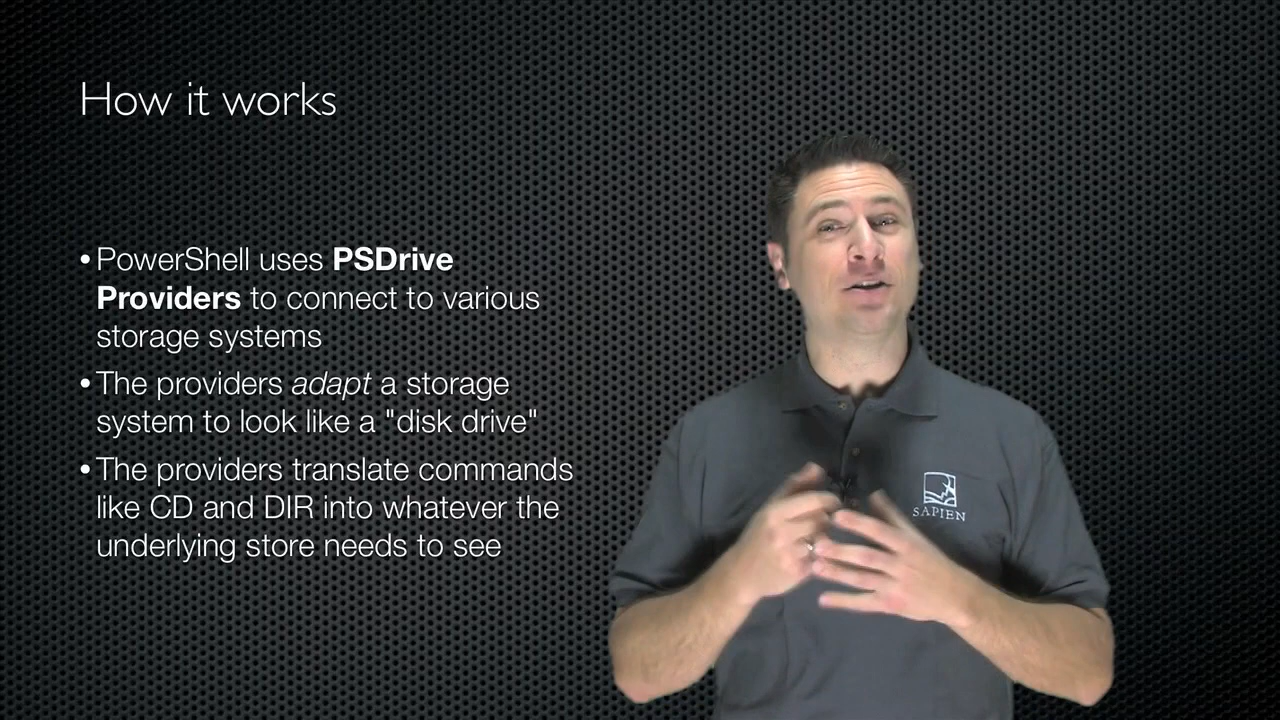 How it works
• PowerShell uses PSDrive
Providers to connect to various
storage systems
• The providers adapt a storage
system to look like a "disk drive"
• The providers translate commands
like CD and DIR into whatever the
underlying store needs to see
SAPIEN